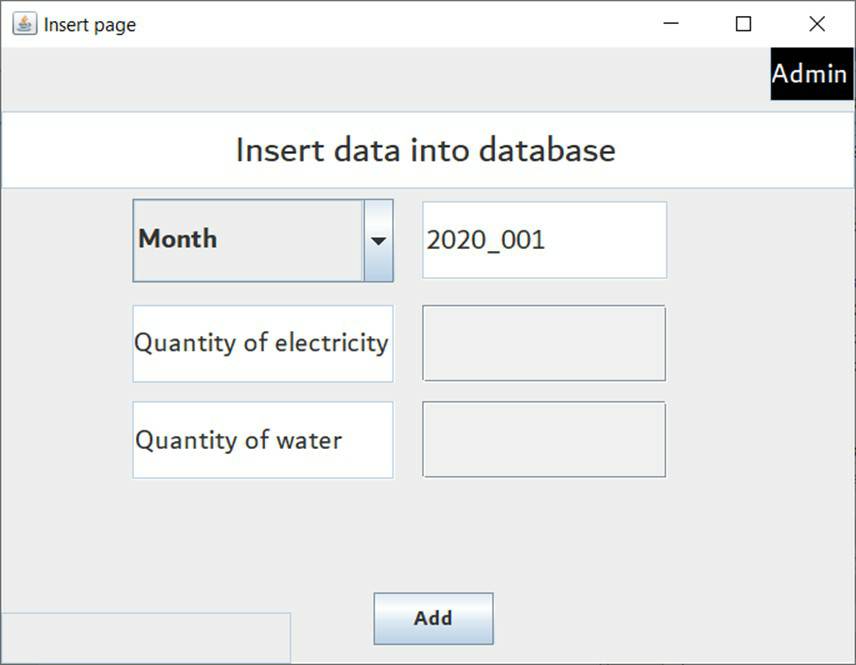 Insert page
Admin
Insert data into database
Month 2020_001
Quantity of electricity
Quantity of water
Add